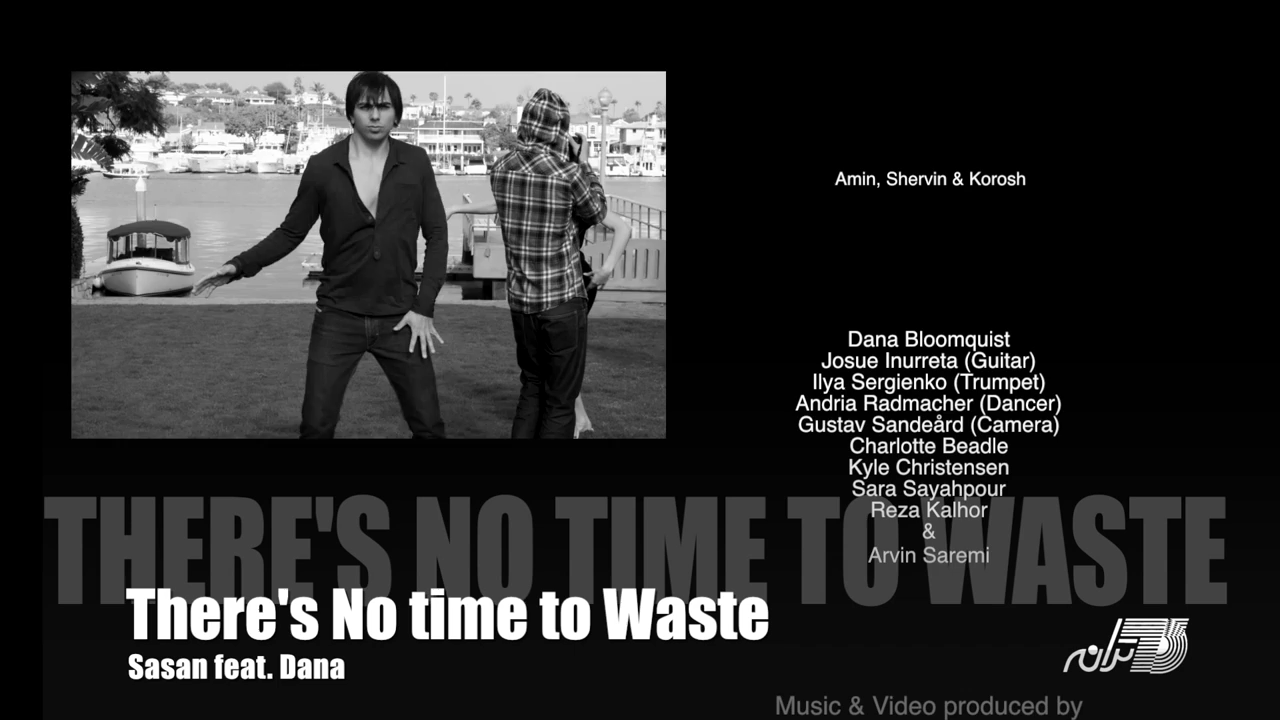 Amin, Shervin & Korosh
Dana Bloomquist
Josue Inurreta (Guitar)
Ilya Sergienko (Trumpet)
Andria Radmacher (Dancer)
Gustav Sandeård (Camera)
Charlotte Beadle
Kyle Christensen
Sara Sayahpour
Reza Kalhor
&
Arvin Saremi
THERE'S NO TIME TO WASTE
There's No time to Waste
Sasan feat. Dana
ترانه
Music & Video produced by